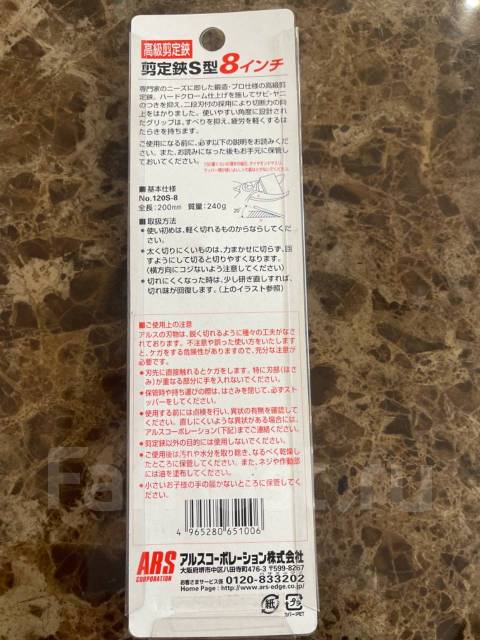 高級剪定鋏
剪定鋏S型8インチ
専門家のニーズに即した鍛造・プロ仕様の高級剪
定鋏。ハードクローム仕上げを施してサビ・ヤニ
のつきを抑え、二段刃付の採用により切断力の向
上をはかりました。使いやすい角度に設計され
たグリップは、すべりを抑え、疲労を軽くするは
たらきを持ちます。
ご使用になる前に、必ず以下の説明をお読みくだ
さい。また、お読みになった後もお手元に保管し
ておいてください。
■基本仕様
No.120S-8
全長:200mm 質量:240g
20°
■取扱方法
●使い初めは、軽く切れるものからならしてくだ
さい。
●太く切りにくいものは、力まかせに切らず、回
すようにして切ると切りやすくなります。
(横方向にコジないよう注意してください)
●切れにくくなった時は、少し研ぎ直しすれば、
切れ味が回復します。(上のイラスト参照)
■ご使用上の注意
アルスの刃物は、鋭く切れるように種々の工夫がなさ
れております。不注意や誤った使い方をいたします
と、ケガをする危険性がありますので、充分な注意が必
要です。
●刃先に直接触れるとケガをします。特に刃部(はさ
み)が重なる部分に手を入れないでください。
●保管時や持ち運びの際は、はさみを閉じて、必ずス
トッパーをしてください。
●使用する前には点検を行い、異状の有無を確認して
ください。直しにくいような異状がある場合には、
アルスコーポレーション(下記)までご連絡ください。
●剪定鋏以外の目的には使用しないでください。
●ご使用後は汚れや水分を取り除き、なるべく乾燥し
たところに保管してください。また、ネジや作動部
には油を塗布してください。
●小さいお子様の手の届かないところに保管してく
ださい。
4 965280 651006
ARS アルスコーポレーション株式会社
CORPORATION 大阪府堺市中区八田寺町476-3 〒599-8267
お客さまサービス係 0120-833202
Home Page : http://www.ars-edge.co.jp
紙 プラ
カバー:PET